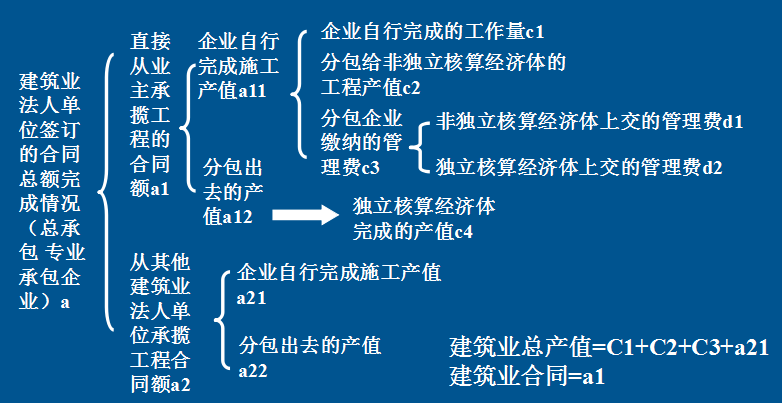 建筑业
法人单
位签订
的合同
总额完
成情况
（总承
包 专业
承包企
业）a
直接
从业
主承
揽工
程的
合同
额a1
企业自行
完成施工
产值a11
企业自行完成的工作量c1
分包给非独立核算经济体的
工程产值c2
分包企业
缴纳的管
理费c3
非独立核算经济体上交的管理费d1
独立核算经济体上交的管理费d2
分包出
去的产
值a12
独立核算经济体
完成的产值c4
从其他
建筑业
法人单
位承揽
工程合
同额a2
企业自行完成施工产值
a21
分包出去的产值
a22
建筑业总产值=C1+C2+C3+a21
建筑业合同=a1